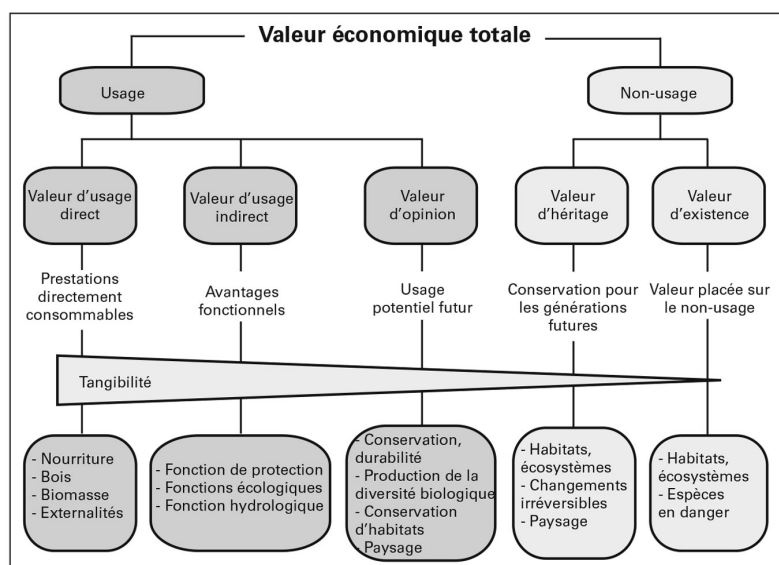 Valeur économique totale
Usage
Non-usage
Valeur d'usage
direct
Valeur d'usage
indirect
Valeur
d'opinion
Valeur
d'héritage
Valeur
d'existence
Prestations
directement
consommables
Avantages
fonctionnels
Usage
potentiel futur
Conservation pour
les générations
futures
Valeur placée sur
le non-usage
Tangibilité
- Nourriture
- Bois
- Biomasse
- Externalités
- Fonction de protection
- Fonctions écologiques
- Fonction hydrologique
- Conservation,
durabilité
- Production de la
diversité biologique
- Conservation
d'habitats
- Paysage
- Habitats,
écosystèmes
- Changements
irréversibles
- Paysage
- Habitats,
écosystèmes
- Espèces
en danger